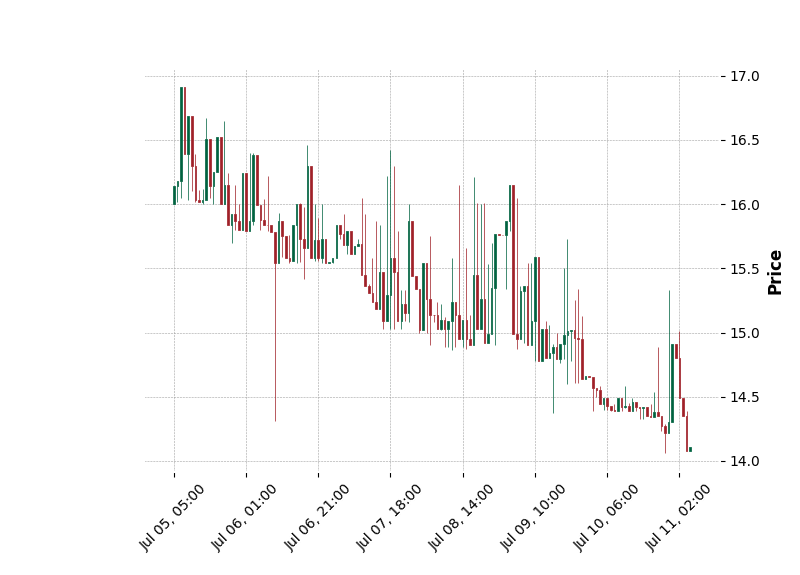 17.0
16.5
16.0
15.5
15.0
14.5
14.0
Price
Jul 05, 05:00
Jul 06, 01:00
Jul 06, 21:00
Jul 07, 18:00
Jul 08, 14:00
Jul 09, 10:00
Jul 10, 06:00
Jul 11, 02:00